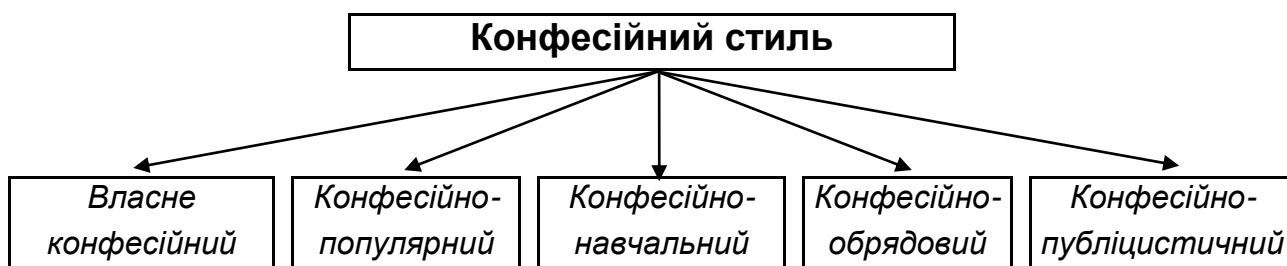 Конфесійний стиль
Власне
конфесійний
Конфесійно-
популярний
Конфесійно-
навчальний
Конфесійно-
обрядовий
Конфесійно-
публіцистичний